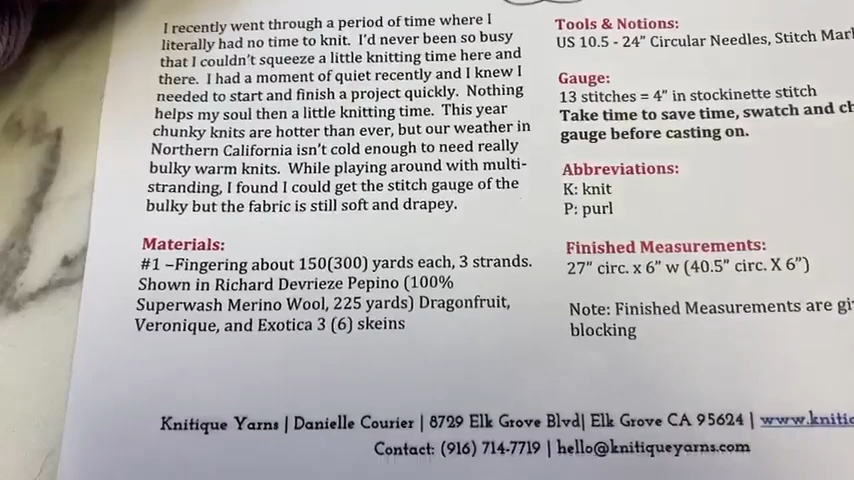 I recently went through a period of time where I
literally had no time to knit. I'd never been so busy
that I couldn't squeeze a little knitting time here and
there. I had a moment of quiet recently and I knew I
needed to start and finish a project quickly. Nothing
helps my soul then a little knitting time. This year
chunky knits are hotter than ever, but our weather in
Northern California isn't cold enough to need really
bulky warm knits. While playing around with multi-
stranding, I found I could get the stitch gauge of the
bulky but the fabric is still soft and drapey.
Materials:
#1 –Fingering about 150(300) yards each, 3 strands.
Shown in Richard Devrieze Pepino (100%
Superwash Merino Wool, 225 yards) Dragonfruit,
Veronique, and Exotica 3 (6) skeins
Tools & Notions:
US 10.5 - 24" Circular Needles, Stitch
Gauge:
13 stitches = 4" in stockinette stitch
Take time to save time, swatch and
gauge before casting on.
Abbreviations:
K: knit
P: purl
Finished Measurements:
27" circ. x 6" w (40.5" circ. X 6")
Note: Finished Measurements are
blocking
Knitique Yarns | Danielle Courier | 8729 Elk Grove Blvd| Elk Grove CA 95624 |
Contact: (916) 714-7719 | hello@knitiqueyarns.com